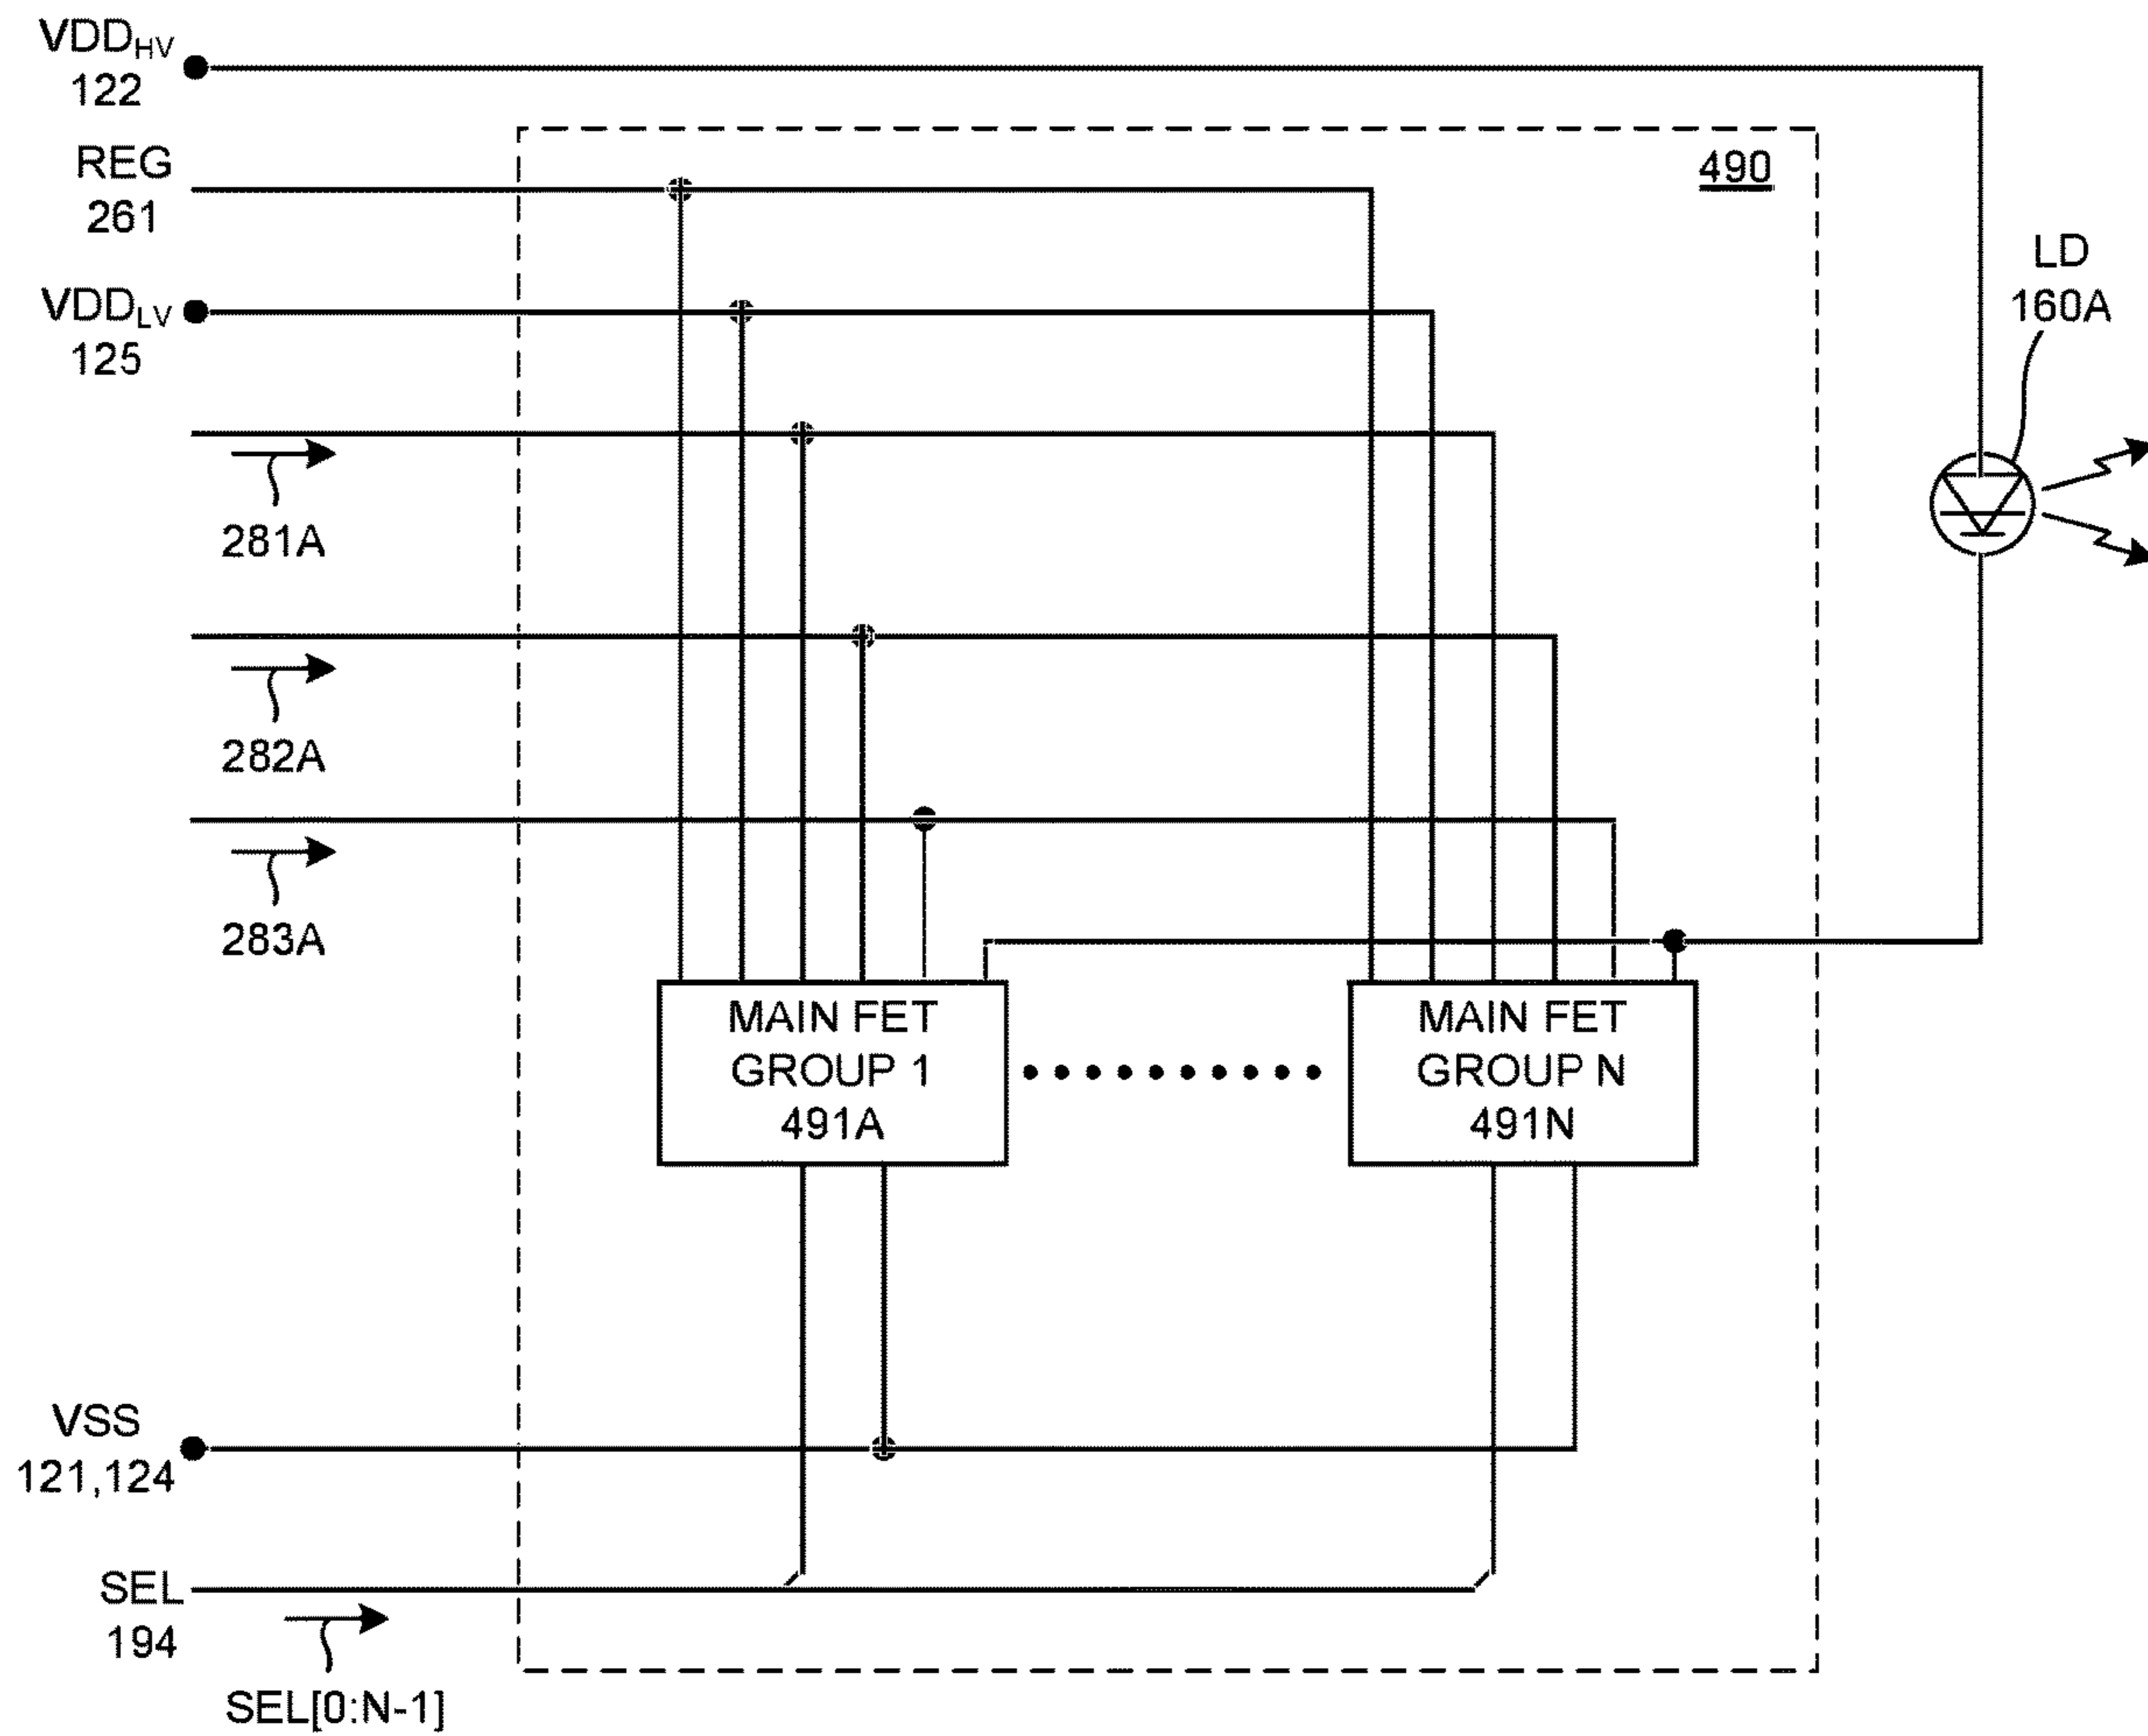 VDDHV
122
REG
261
490
LD
160A
VDDLV
125
281A
282A
283A
MAIN FET
GROUP 1
491A
MAIN FET
GROUP N
491N
VSS
121,124
SEL
194
SEL[0:N-1]